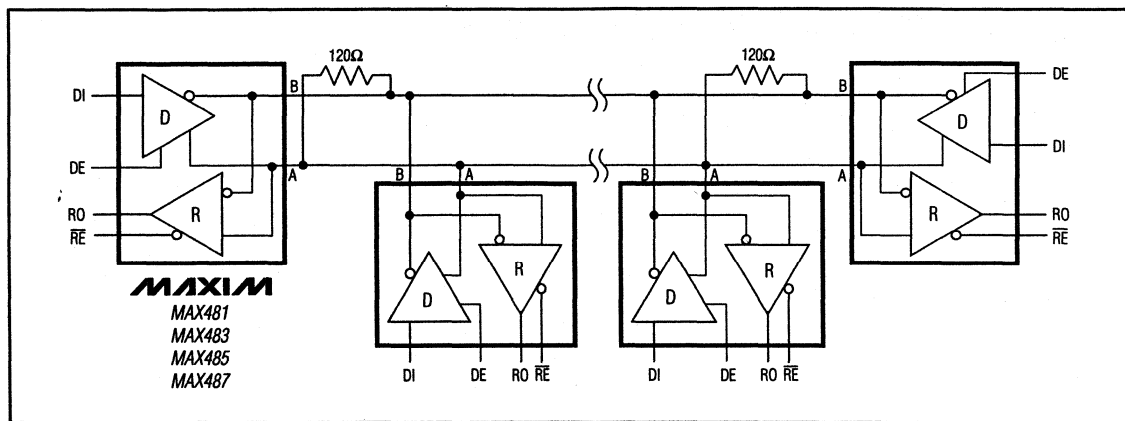 120Ω 120Ω
B B
DI DE
D D
DI
DE
A B A B A A
RO RO
R R
RE RE
R R
D D
MAXIM
MAX481
MAX483
MAX485
MAX487
DI DE RO RE DI DE RO RE